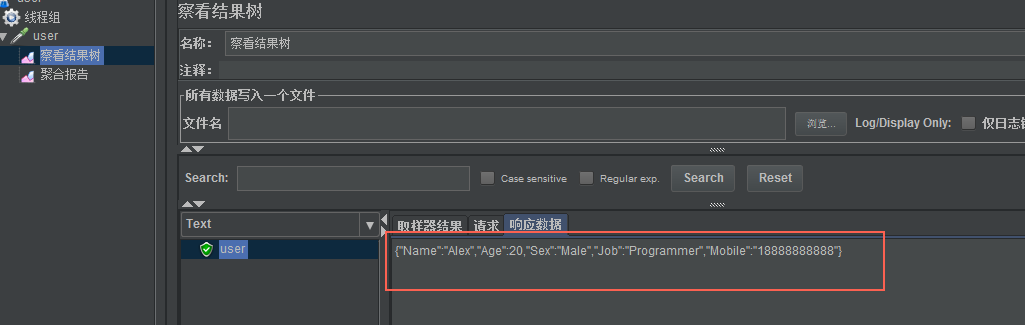 user
线程组
user
察看结果树
聚合报告
察看结果树
名称： 察看结果树
注释：
所有数据写入一个文件
文件名 浏览... Log/Display Only: 仅日志错
Search: Case sensitive Regular exp. Search Reset
Text
user
取样器结果 请求 响应数据
{"Name":"Alex","Age":20,"Sex":"Male","Job":"Programmer","Mobile":"18888888888"}